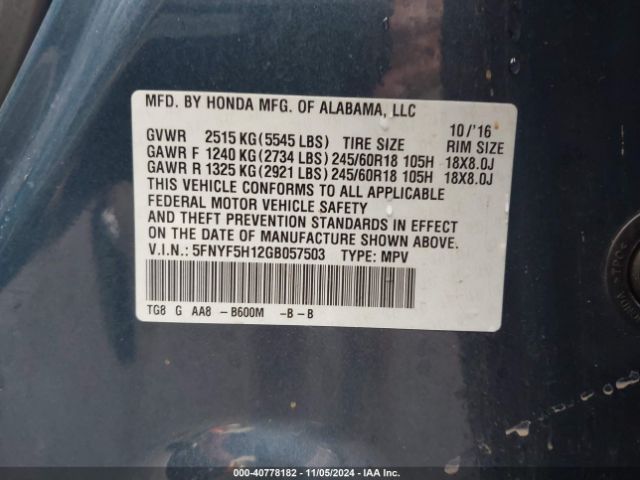 MFD. BY HONDA MFG. OF ALABAMA, LLC
10/'16
GVWR 2515 KG (5545 LBS) TIRE SIZE RIM SIZE
GAWR F 1240 KG (2734 LBS) 245/60R18 105H 18X8.0J
GAWR R 1325 KG (2921 LBS) 245/60R18 105H 18X8.0J
THIS VEHICLE CONFORMS TO ALL APPLICABLE
FEDERAL MOTOR VEHICLE SAFETY
AND THEFT PREVENTION STANDARDS IN EFFECT
ON THE DATE OF MANUFACTURE SHOWN ABOVE.
V.I.N.: 5FNYF5H12GB057503 TYPE: MPV
TG8 G AA8 - B600M - B - B
© - 40778182 - 11/05/2024 - IAA Inc.